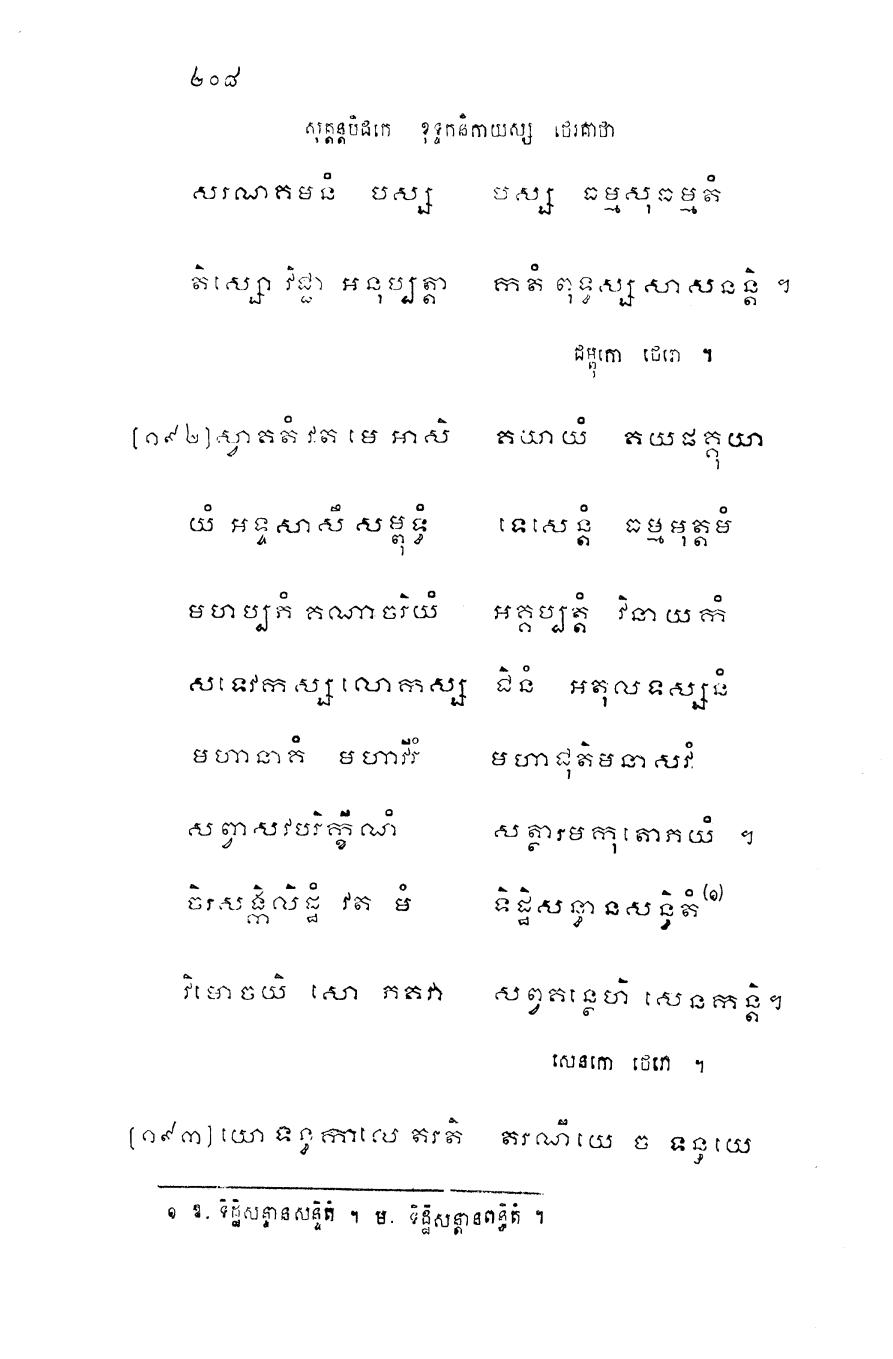 ២០៨
សុត្តន្តបិដកេ ខុទ្ទកនិកាយស្ស ថេរគាថា
សរណគមនំ បស្ស បស្ស ធម្មសុធម្មតំ
តិស្សោ វិជ្ជា អនុប្បត្តា កតំ ពុទ្ធស្ស សាសនន្តិ ។
ជម្ពុកោ ថេរោ ។
[១៩២] ស្វាគតំ វត មេ អាសិ គយាយំ គយផគ្គុយា
យំ អទ្ទសាសឹ សម្ពុទ្ធំ ទេសេន្តំ ធម្មមុត្តមំ
មហប្បភំ គណាចរិយំ អគ្គប្បត្តំ វិនាយកំ
សទេវកស្ស លោកស្ស ជិនំ អតុលទស្សនំ
មហានាគំ មហាវីរំ មហាជុតិមនាសវំ
សព្វាសវបរិក្ខីណំ សត្ថារមកុតោភយំ ។
ចិរសង្កិលិដ្ឋំ វត មំ ទិដ្ឋិសន្ធានសន្ធិតំ(១)
វិមោចយិ សោ ភគវា សព្វគន្ថេហិ សេនកន្តិ។
សេនកោ ថេរោ ។
[១៩៣] យោ ទន្ធកាលេ តរតិ តរណីយេ ច ទន្ធយេ
១ ឱ. ទិដ្ឋិសន្ទានសន្ទិតំ ។ ម. ទិដ្ឋិសន្តានពន្ធិតំ ។